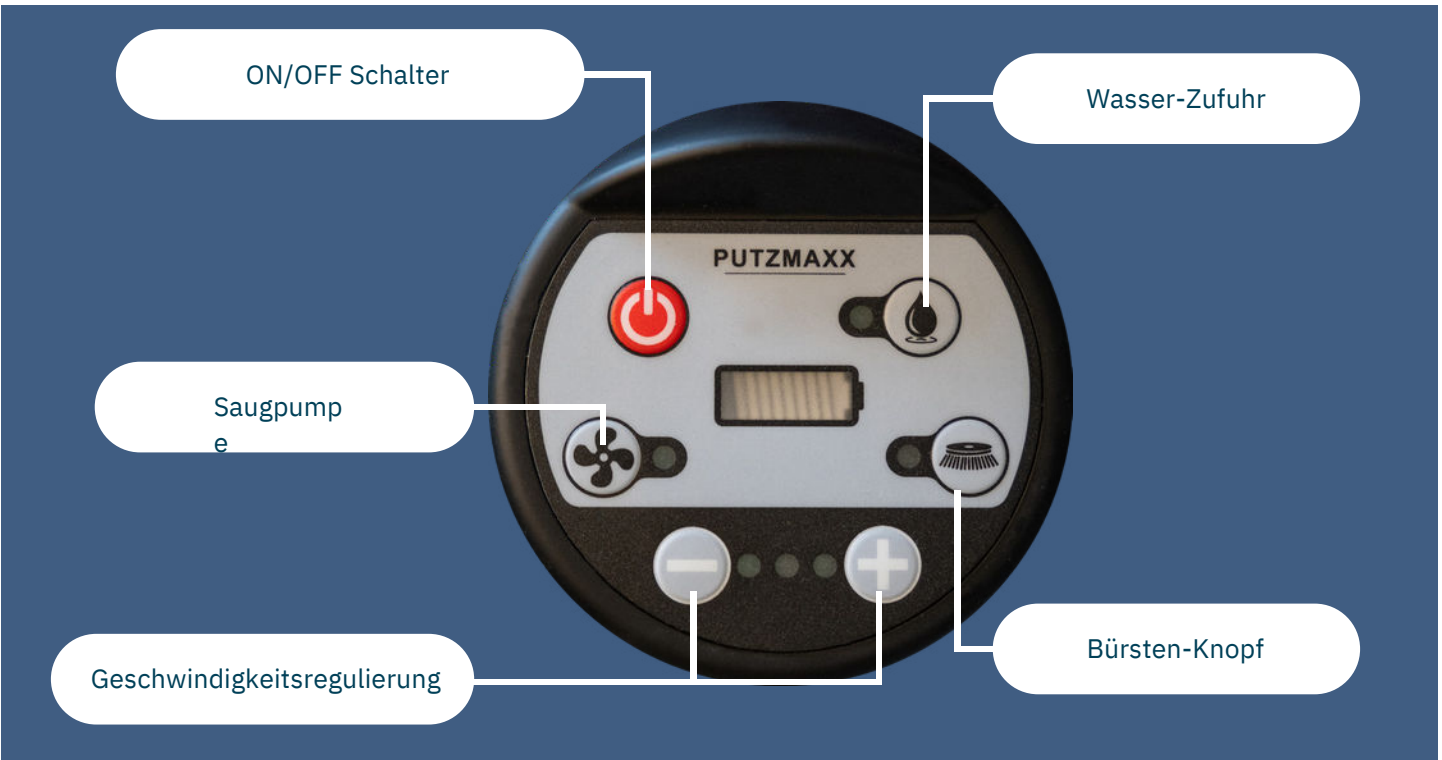 ON/OFF Schalter
Wasser-Zufuhr
PUTZMAXX
Saugpump
e
Bürsten-Knopf
Geschwindigkeitsregulierung